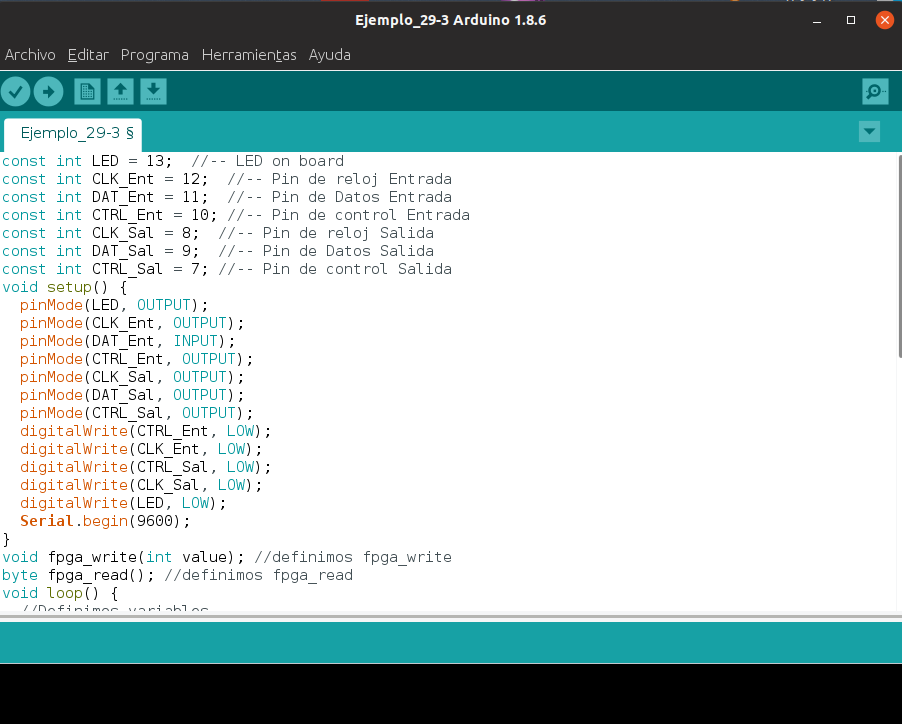 Ejemplo_29-3 Arduino 1.8.6
Archivo Editar Programa Herramientas Ayuda
Ejemplo_29-3 §
const int LED = 13;  //-- LED on board
const int CLK_Ent = 12;  //-- Pin de reloj Entrada
const int DAT_Ent = 11;  //-- Pin de Datos Entrada
const int CTRL_Ent = 10; //-- Pin de control Entrada
const int CLK_Sal = 8;  //-- Pin de reloj Salida
const int DAT_Sal = 9;  //-- Pin de Datos Salida
const int CTRL_Sal = 7; //-- Pin de control Salida
void setup() {
  pinMode(LED, OUTPUT);
  pinMode(CLK_Ent, OUTPUT);
  pinMode(DAT_Ent, INPUT);
  pinMode(CTRL_Ent, OUTPUT);
  pinMode(CLK_Sal, OUTPUT);
  pinMode(DAT_Sal, OUTPUT);
  pinMode(CTRL_Sal, OUTPUT);
  digitalWrite(CTRL_Ent, LOW);
  digitalWrite(CLK_Ent, LOW);
  digitalWrite(CTRL_Sal, LOW);
  digitalWrite(CLK_Sal, LOW);
  digitalWrite(LED, LOW);
  Serial.begin(9600);
}
void fpga_write(int value); //definimos fpga_write
byte fpga_read(); //definimos fpga_read
void loop() {
  //Definimos variables